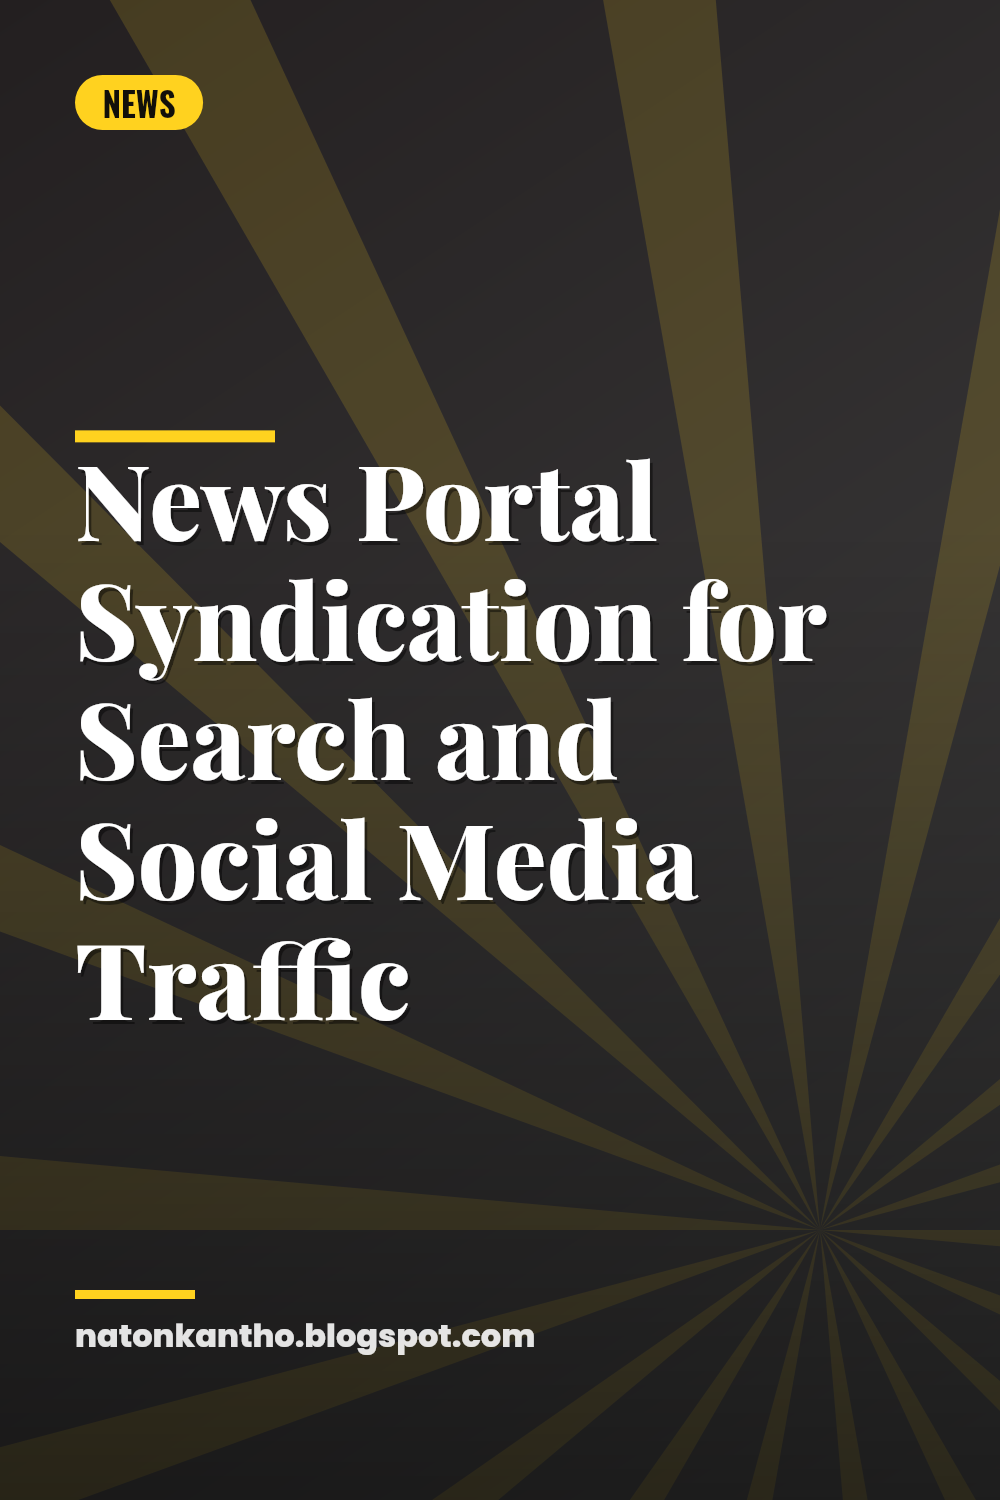 NEWS
News Portal
Syndication for
Search and
Social Media
Traffic
natonkantho.blogspot.com